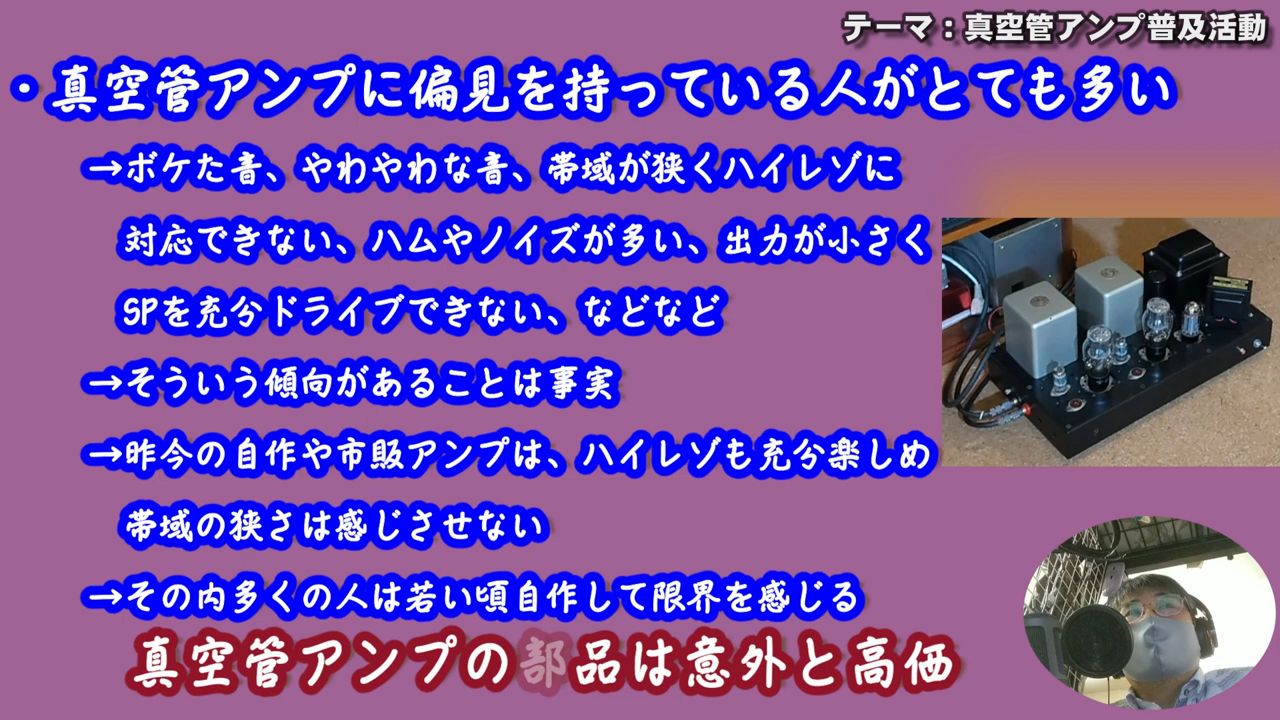 テーマ：真空管アンプ普及活動
・真空管アンプに偏見を持っている人がとても多い
→ボケた音、やわやわな音、帯域が狭くハイレゾに
対応できない、ハムやノイズが多い、出力が小さく
SPを充分ドライブできない、などなど
→そういう傾向があることは事実
→昨今の自作や市販アンプは、ハイレゾも充分楽しめ
帯域の狭さは感じさせない
→その内多くの人は若い頃自作して限界を感じる
真空管アンプの部品は意外と高価